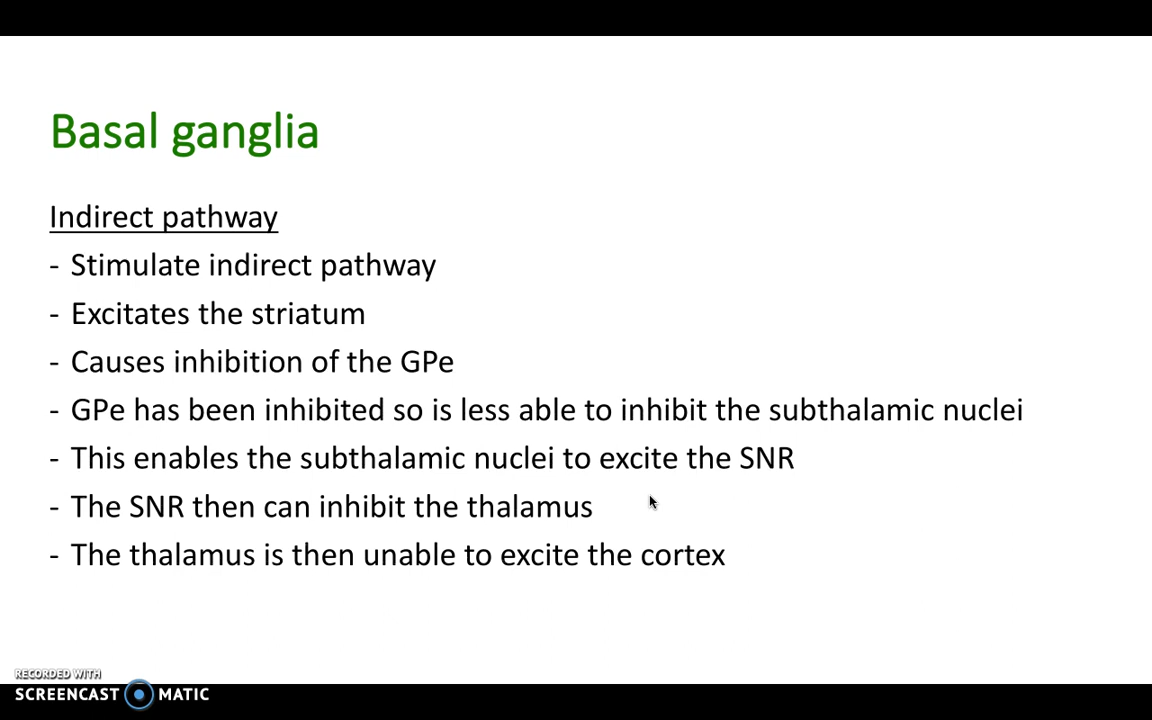 Basal ganglia
Indirect pathway
- Stimulate indirect pathway
- Excitates the striatum
- Causes inhibition of the GPe
- GPe has been inhibited so is less able to inhibit the subthalamic nuclei
- This enables the subthalamic nuclei to excite the SNR
- The SNR then can inhibit the thalamus
- The thalamus is then unable to excite the cortex
RECORDED WITH
SCREENCAST MATIC